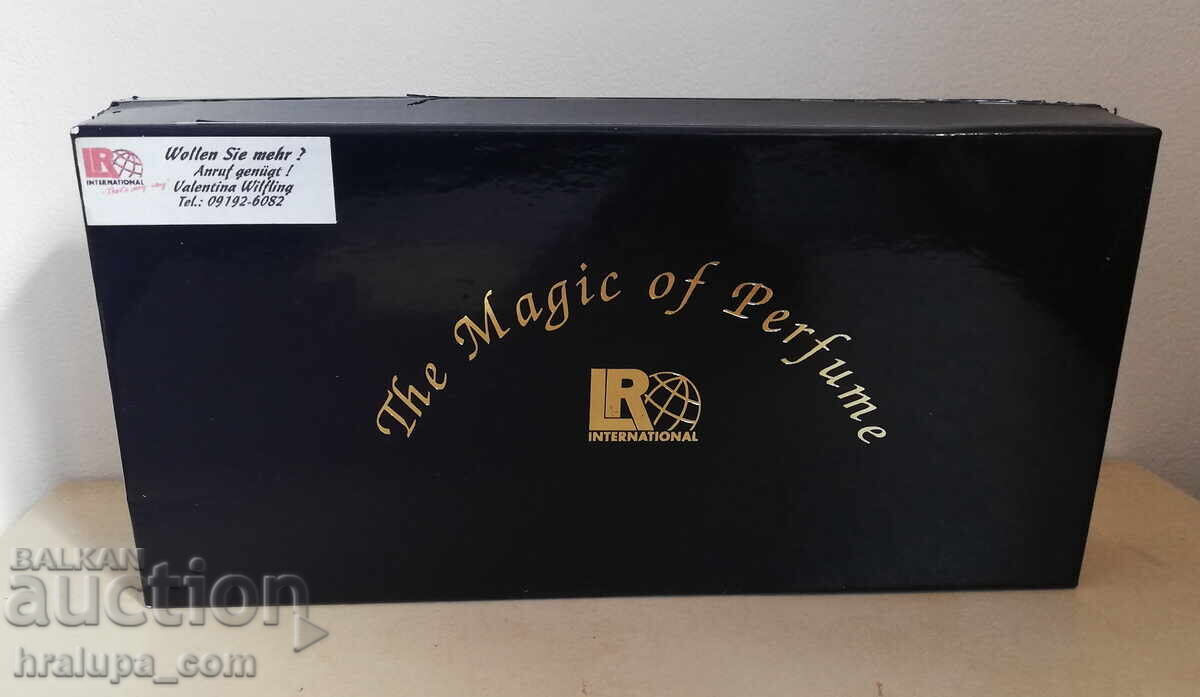 LR
INTERNATIONAL
Wollen Sie mehr ?
Anruf genügt !
Valentina Wilfling
Tel.: 09192-6082
The Magic of Perfume
LR
INTERNATIONAL
BALKAN
auction
hralupa_com